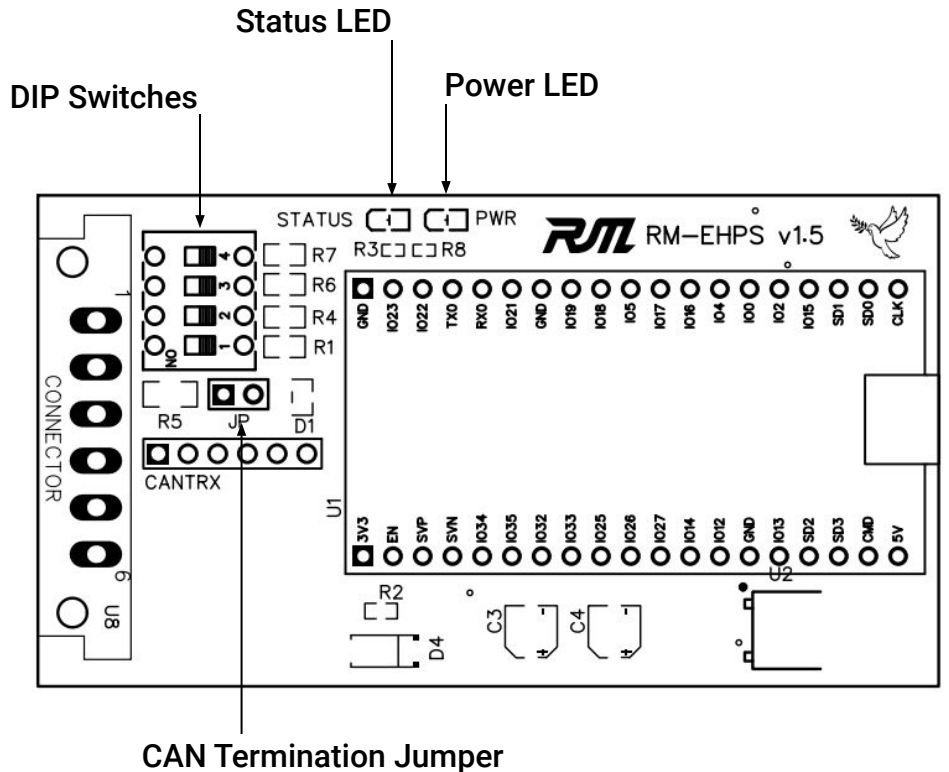 Status LED
Power LED
DIP Switches
STATUS
PWR
RM
RM-EHPS v1.5
R3
R8
4
3
2
1
ON
R7
R6
R4
R1
1
CONNECTOR
6
U8
R5
JP
D1
CANTRX
U1
GND
IO23
IO22
TX0
RX0
IO21
GND
IO19
IO18
IO5
IO17
IO16
IO4
IO0
IO2
IO15
SD1
SD0
CLK
3V3
EN
SVP
SVN
IO34
IO35
IO32
IO33
IO25
IO26
IO27
IO14
IO12
GND
IO13
SD2
SD3
CMD
5V
U2
R2
D4
C3
-
+
C4
-
+
CAN Termination Jumper